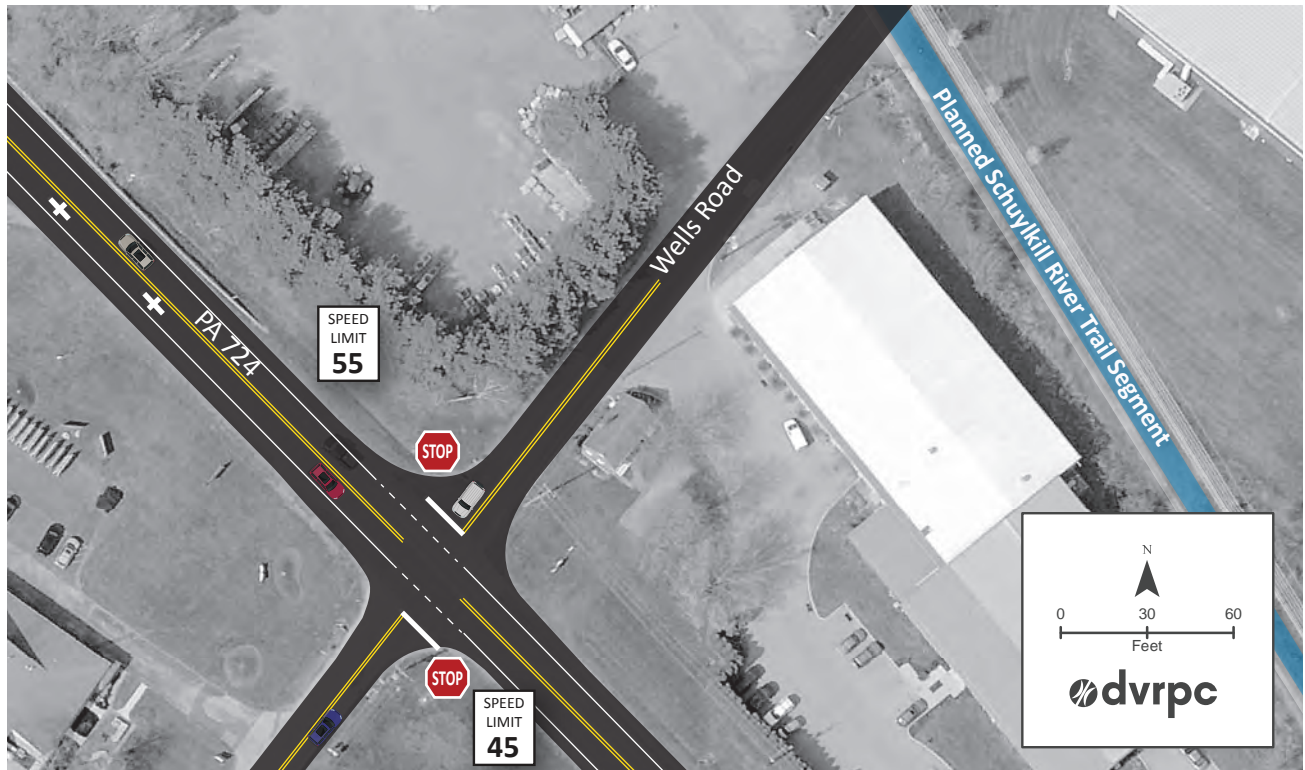 Planned Schuylkill River Trail Segment
Wells Road
PA 724
SPEED
LIMIT
55
STOP
STOP
SPEED
LIMIT
45
N
0 30 60
Feet
dvrpc